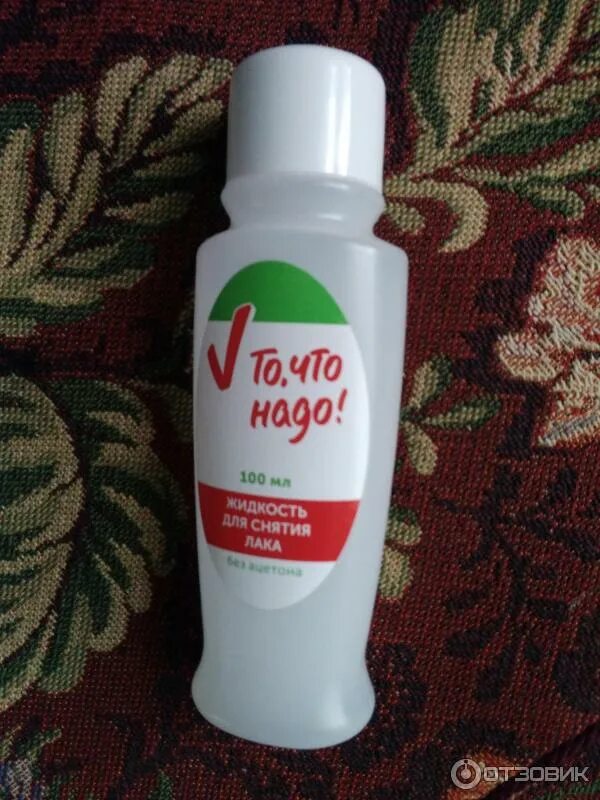 То, что
надо!
100 мл
ЖИДКОСТЬ
ДЛЯ СНЯТИЯ
ЛАКА
без ацетона
ОТЗОВИК